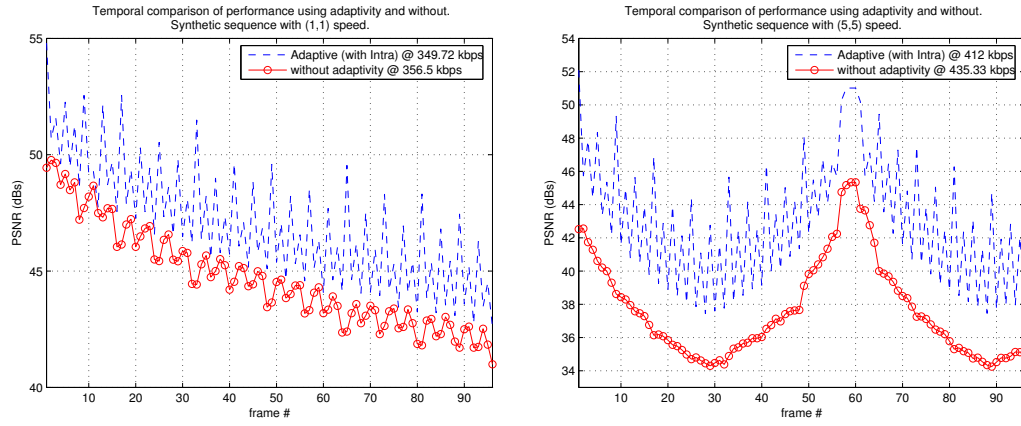 Temporal comparison of performance using adaptivity and without.
Synthetic sequence with (1,1) speed.
55
50
45
40
PSNR (dBs)
Adaptive (with Intra) @ 349.72 kbps
without adaptivity @ 356.5 kbps
10 20 30 40 50 60 70 80 90
frame #
Temporal comparison of performance using adaptivity and without.
Synthetic sequence with (5,5) speed.
54
52
50
48
46
44
42
40
38
36
34
PSNR (dBs)
Adaptive (with Intra) @ 412 kbps
without adaptivity @ 435.33 kbps
10 20 30 40 50 60 70 80 90
frame #